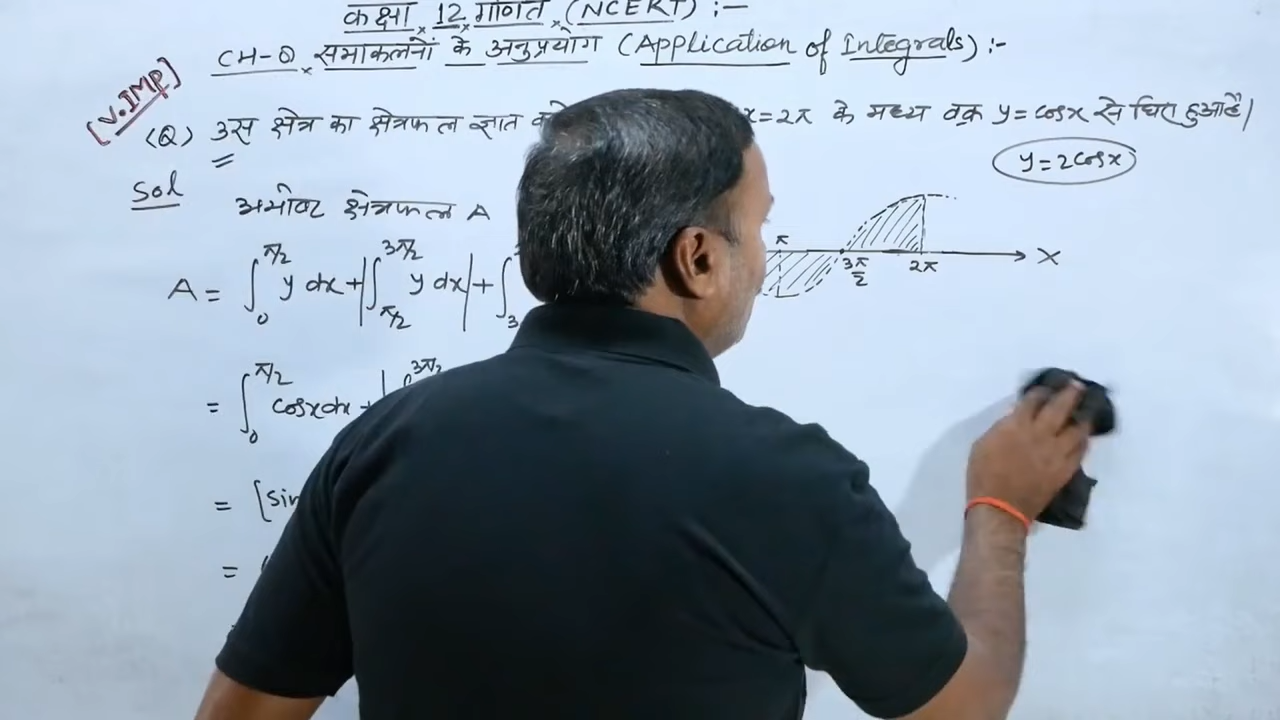 कक्षा 12 गणित (NCERT) :-
CH-8 समाकलनों के अनुप्रयोग (Application of Integrals) :-
[V.IMP]
(Q) उस क्षेत्र का क्षेत्रफल ज्ञात x=2π के मध्य वक्र y=cosx से घिरा हुआ है।
y=2cosx
Sol
अभीष्ट क्षेत्रफल A
π 3π/2 2π X
A = ∫₀^{π/2} y dx + |∫_{π/2}^{3π/2} y dx| + ∫
= ∫₀^{π/2} cosx dx + 3π/2
= [sin
=